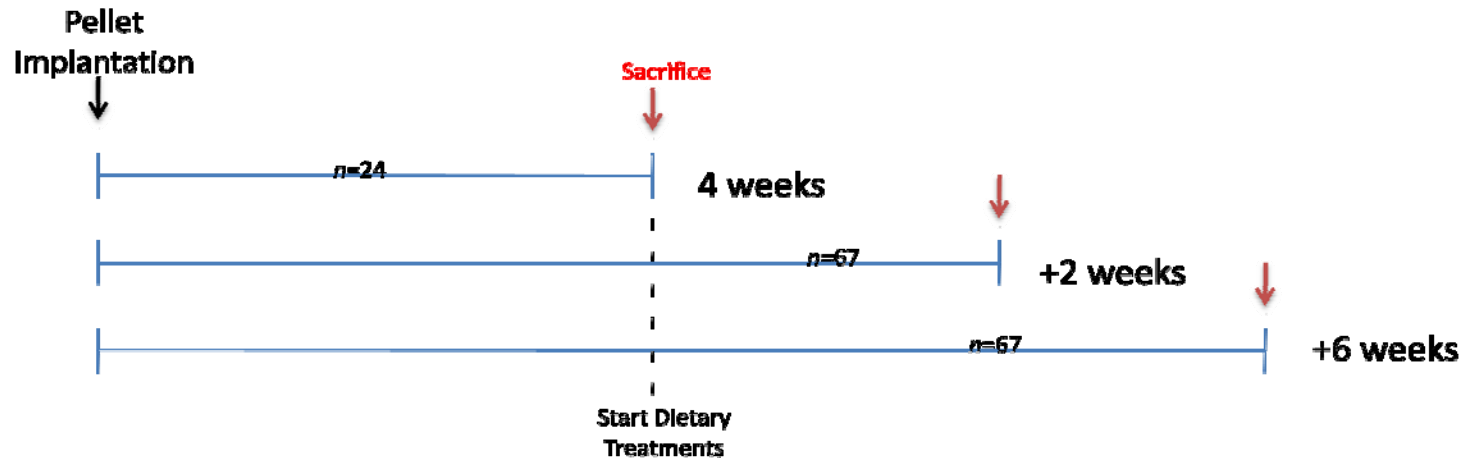 Pellet
Implantation
Sacrifice
n=24
4 weeks
n=67
+2 weeks
n=67
+6 weeks
Start Dietary
Treatments